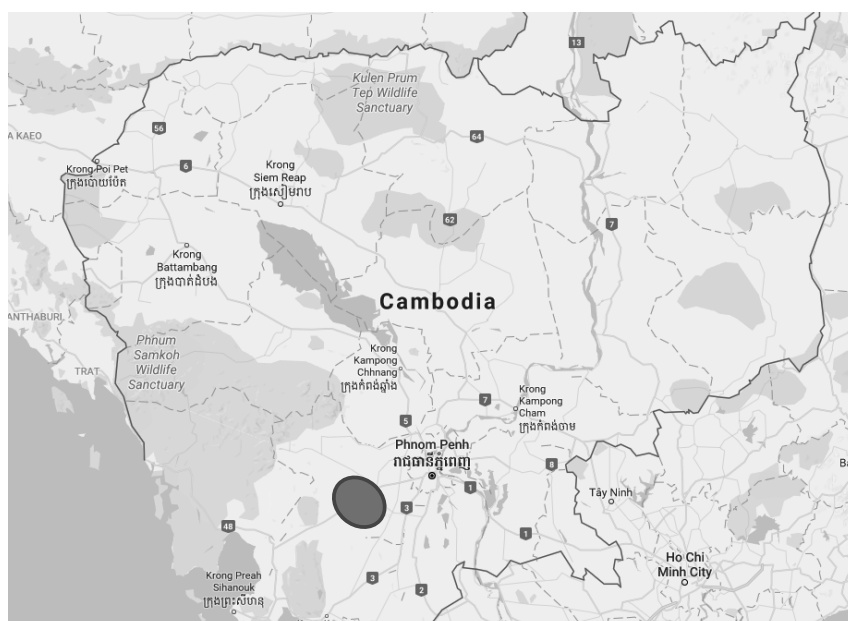 13
Kulen Prum
Tep Wildlife
Sanctuary
56
64
A KAEO
Krong Poi Pet
ក្រុងប៉ោយប៉ែត
6
Krong
Siem Reap
ក្រុងសៀមរាប
62
7
Krong
Battambang
ក្រុងបាត់ដំបង
Cambodia
ANTHABURI
Phnum
Samkoh
Wildlife
Sanctuary
TRAT
Krong
Kampong
Chhnang
ក្រុងកំពង់ឆ្នាំង
7
Krong
Kampong
Cham
ក្រុងកំពង់ចាម
5
Phnom Penh
រាជធានីភ្នំពេញ
8
1
Tây Ninh
3
48
1
Ho Chi
Minh City
Krong Preah
Sihanouk
ក្រុងព្រះសីហនុ
3
2